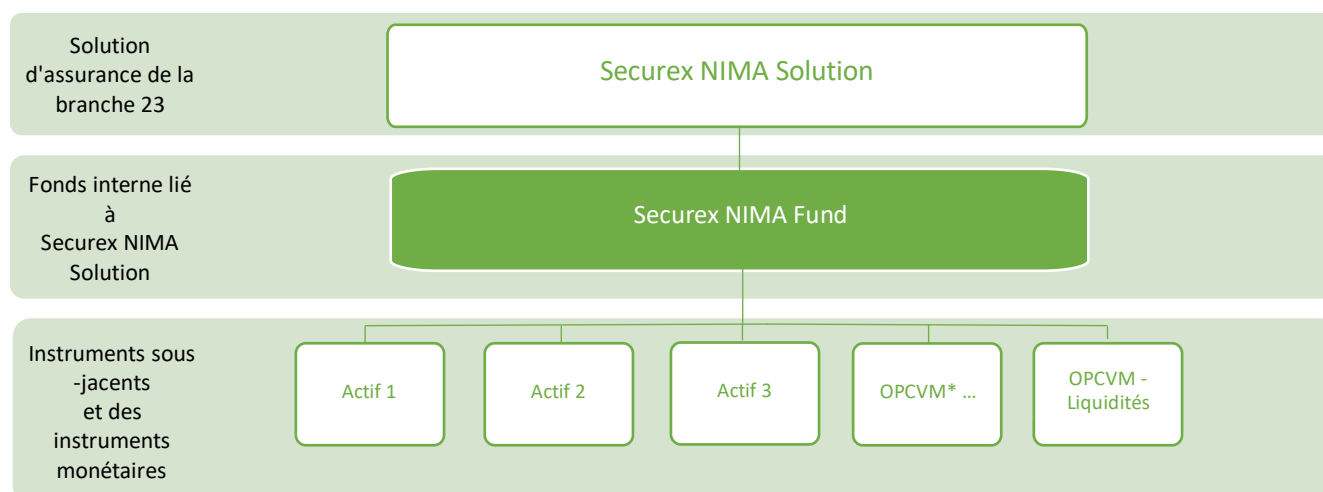 Solution
d'assurance de la
branche 23
Securex NIMA Solution
Fonds interne lié
à
Securex NIMA
Solution
Securex NIMA Fund
Instruments sous
-jacents
et des
instruments
monétaires
Actif 1
Actif 2
Actif 3
OPCVM* ...
OPCVM -
Liquidités